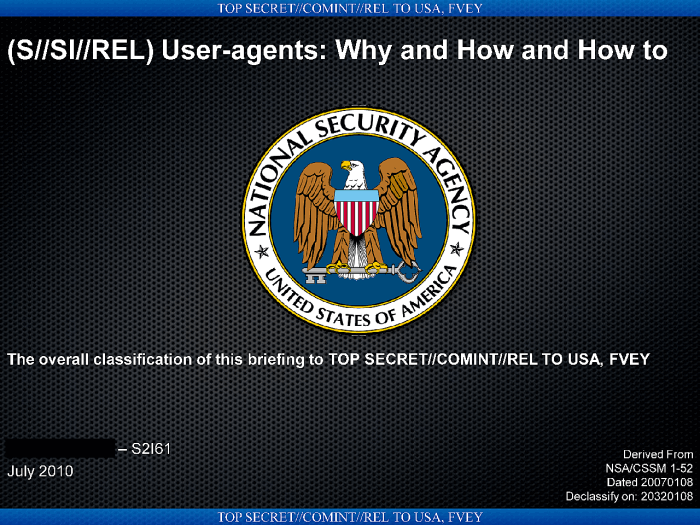 TOP SECRET//COMINT//REL TO USA, FVEY
(S//SI//REL) User-agents: Why and How and How to
NATIONAL SECURITY AGENCY
UNITED STATES OF AMERICA
The overall classification of this briefing to TOP SECRET//COMINT//REL TO USA, FVEY
– S2I61
July 2010
Derived From
NSA/CSSM 1-52
Dated 20070108
Declassify on: 20320108
TOP SECRET//COMINT//REL TO USA, FVEY